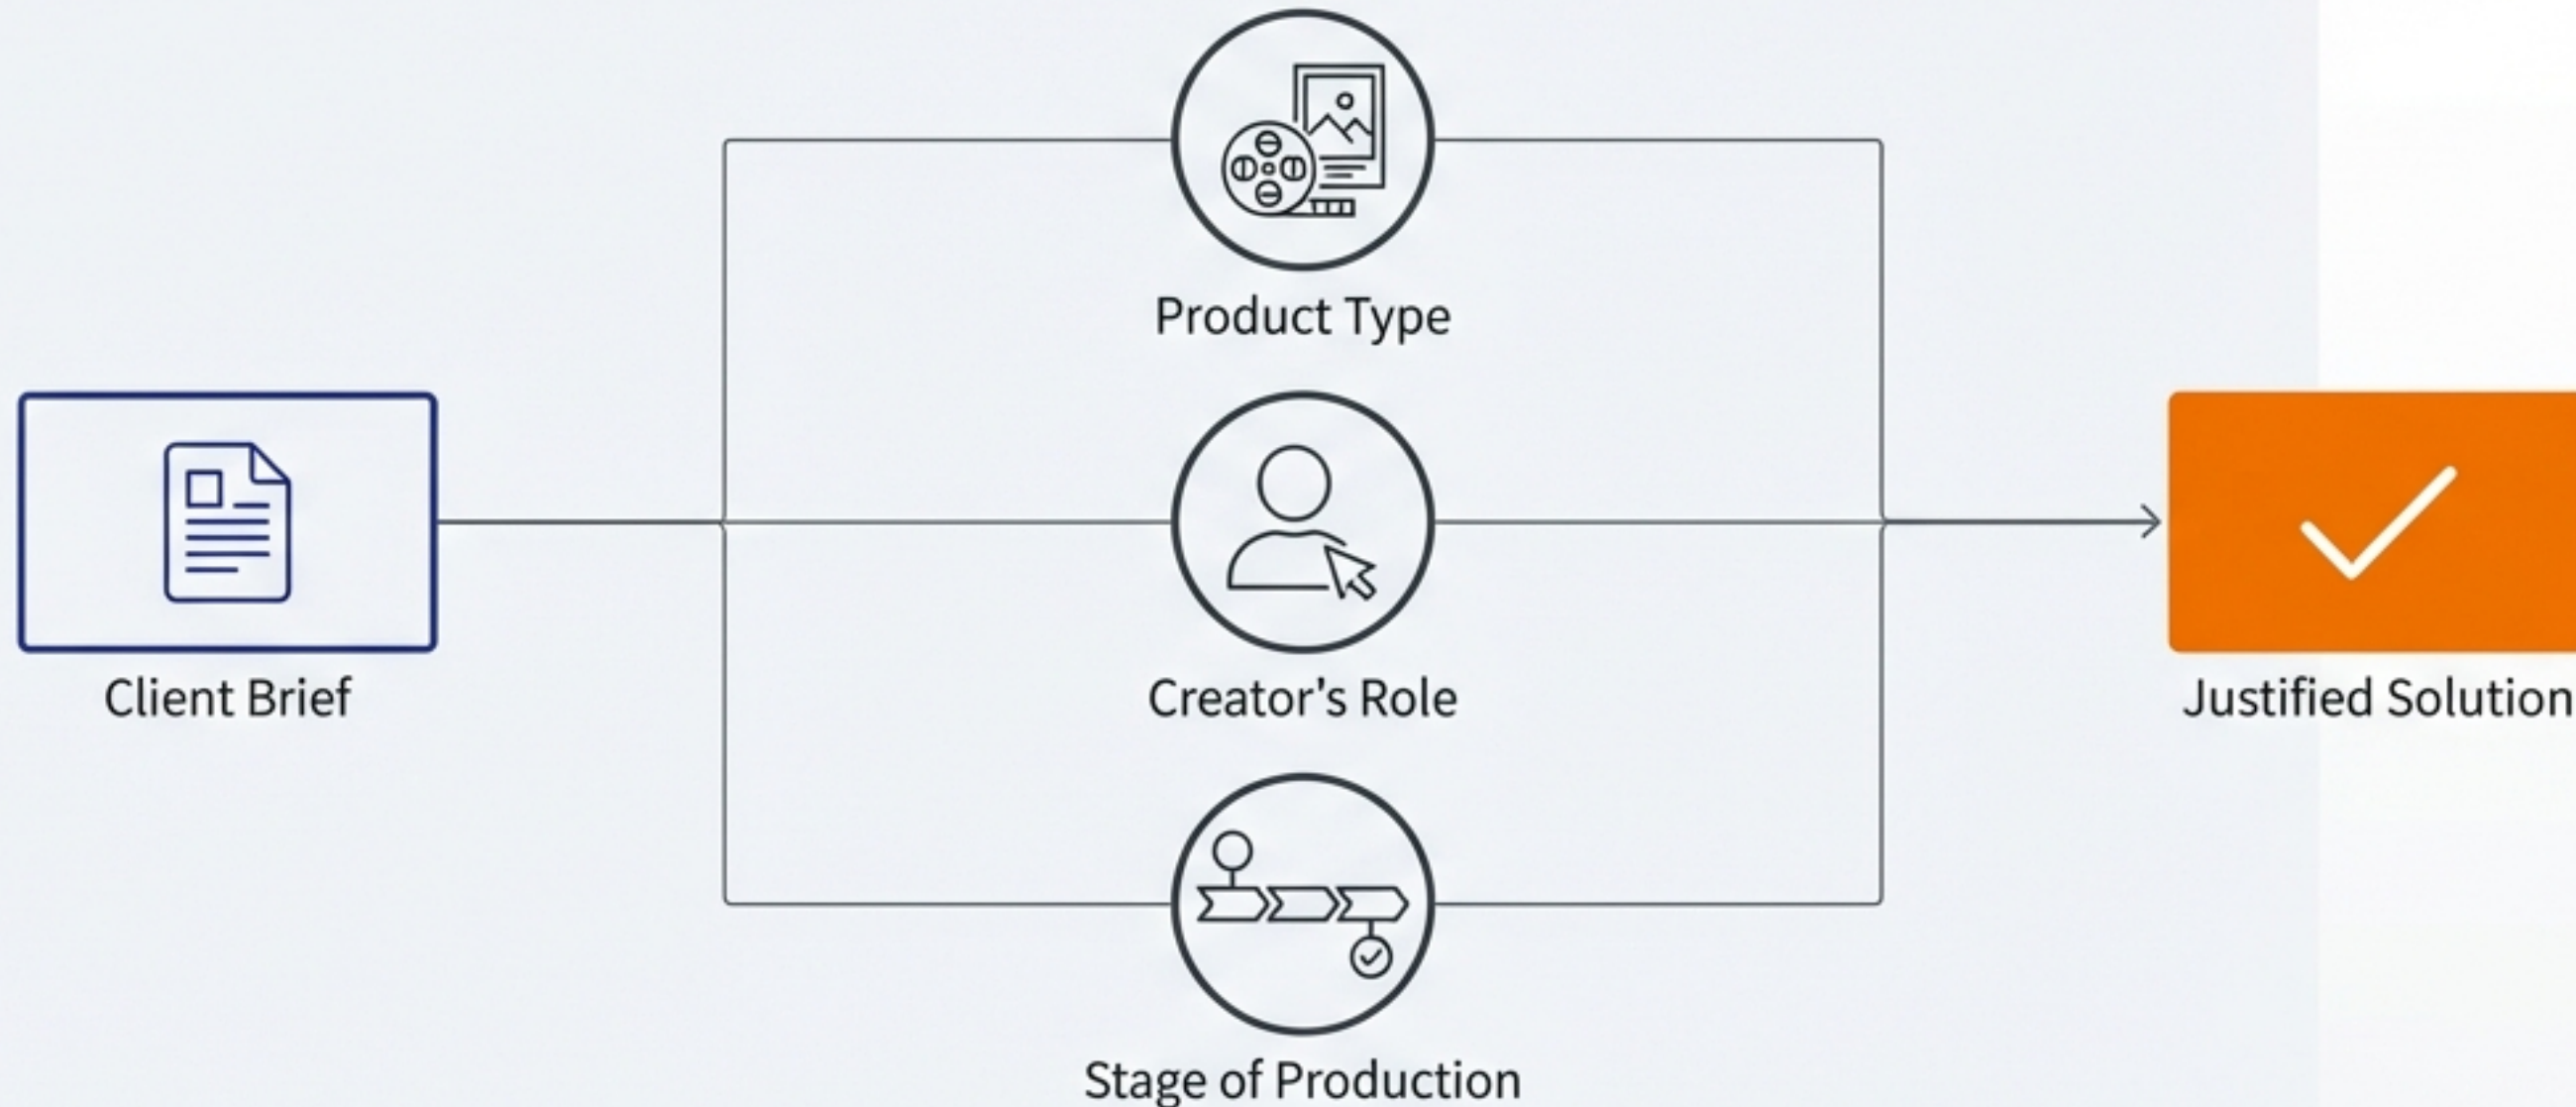 Product Type
Client Brief
Creator's Role
Justified Solution
Stage of Production